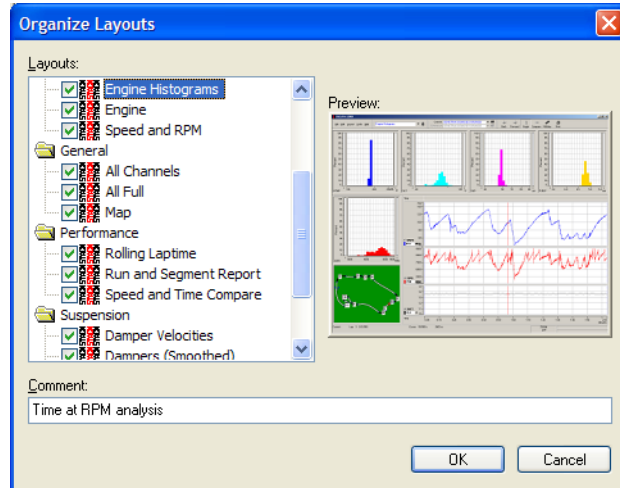 Organize Layouts
Layouts:
Engine Histograms
Engine
Speed and RPM
General
All Channels
All Full
Map
Performance
Rolling Laptime
Run and Segment Report
Speed and Time Compare
Suspension
Damper Velocities
Dampers (Smoothed)
Preview:
Comment:
Time at RPM analysis
OK
Cancel